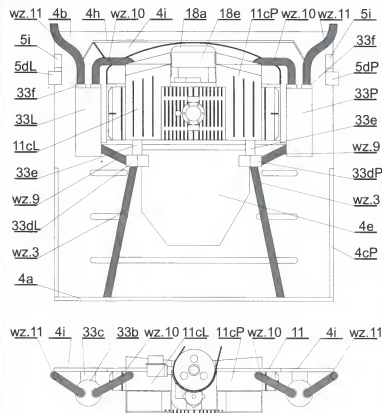 wz.11 4b 4h wz.10 4i 18a 18e 11cP wz.10 wz.11
5i 5i
5dL 5dP
33f 33f
33L 33P
11cL 33e
33e wz.9
wz.9 33dP
33dL wz.3
wz.3 4e
4a 4cP
wz.11 4i 33c 33b wz.10 11cL 11cP wz.10 11 4i wz.11